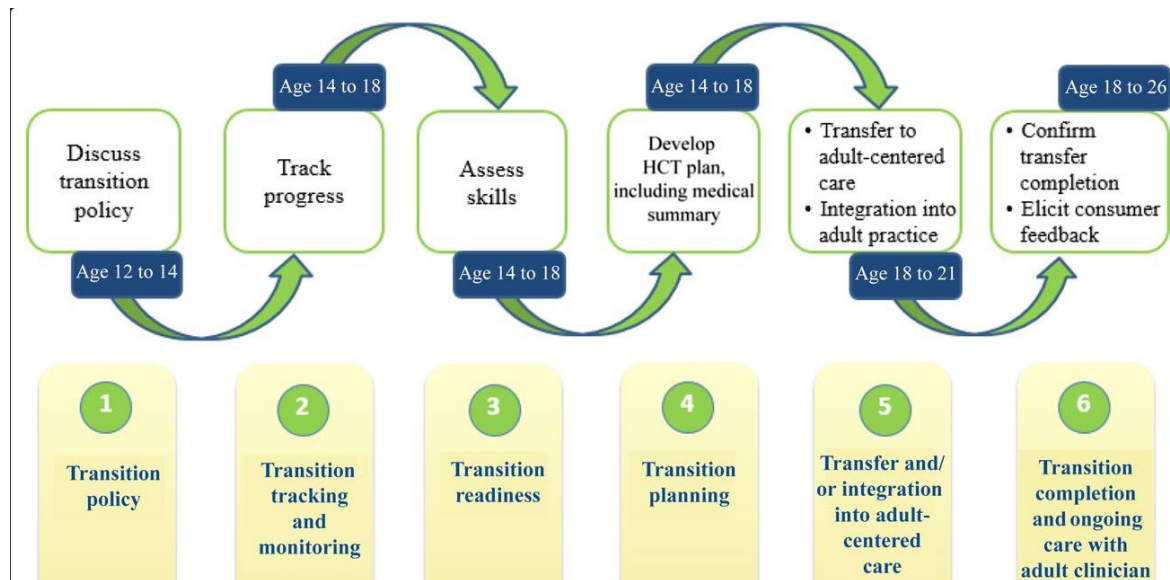 Age 14 to 18
Age 14 to 18
Age 18 to 26
Discuss
transition
policy
Track
progress
Assess
skills
Develop
HCT plan,
including medical
summary
• Transfer to
adult-centered
care
• Integration into
adult practice
• Confirm
transfer
completion
• Elicit consumer
feedback
Age 12 to 14
Age 14 to 18
Age 18 to 21
1
Transition
policy
2
Transition
tracking
and
monitoring
3
Transition
readiness
4
Transition
planning
5
Transfer and/
or integration
into adult-
centered
care
6
Transition
completion
and ongoing
care with
adult clinician